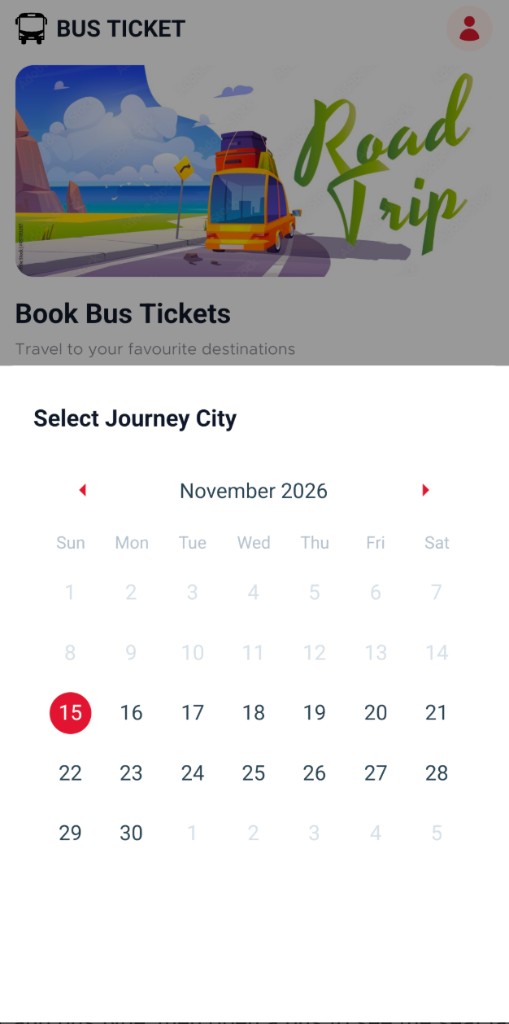 BUS TICKET
Road
Trip
Book Bus Tickets
Travel to your favourite destinations
Select Journey City
November 2026
Sun Mon Tue Wed Thu Fri Sat
1 2 3 4 5 6 7
8 9 10 11 12 13 14
15 16 17 18 19 20 21
22 23 24 25 26 27 28
29 30 1 2 3 4 5